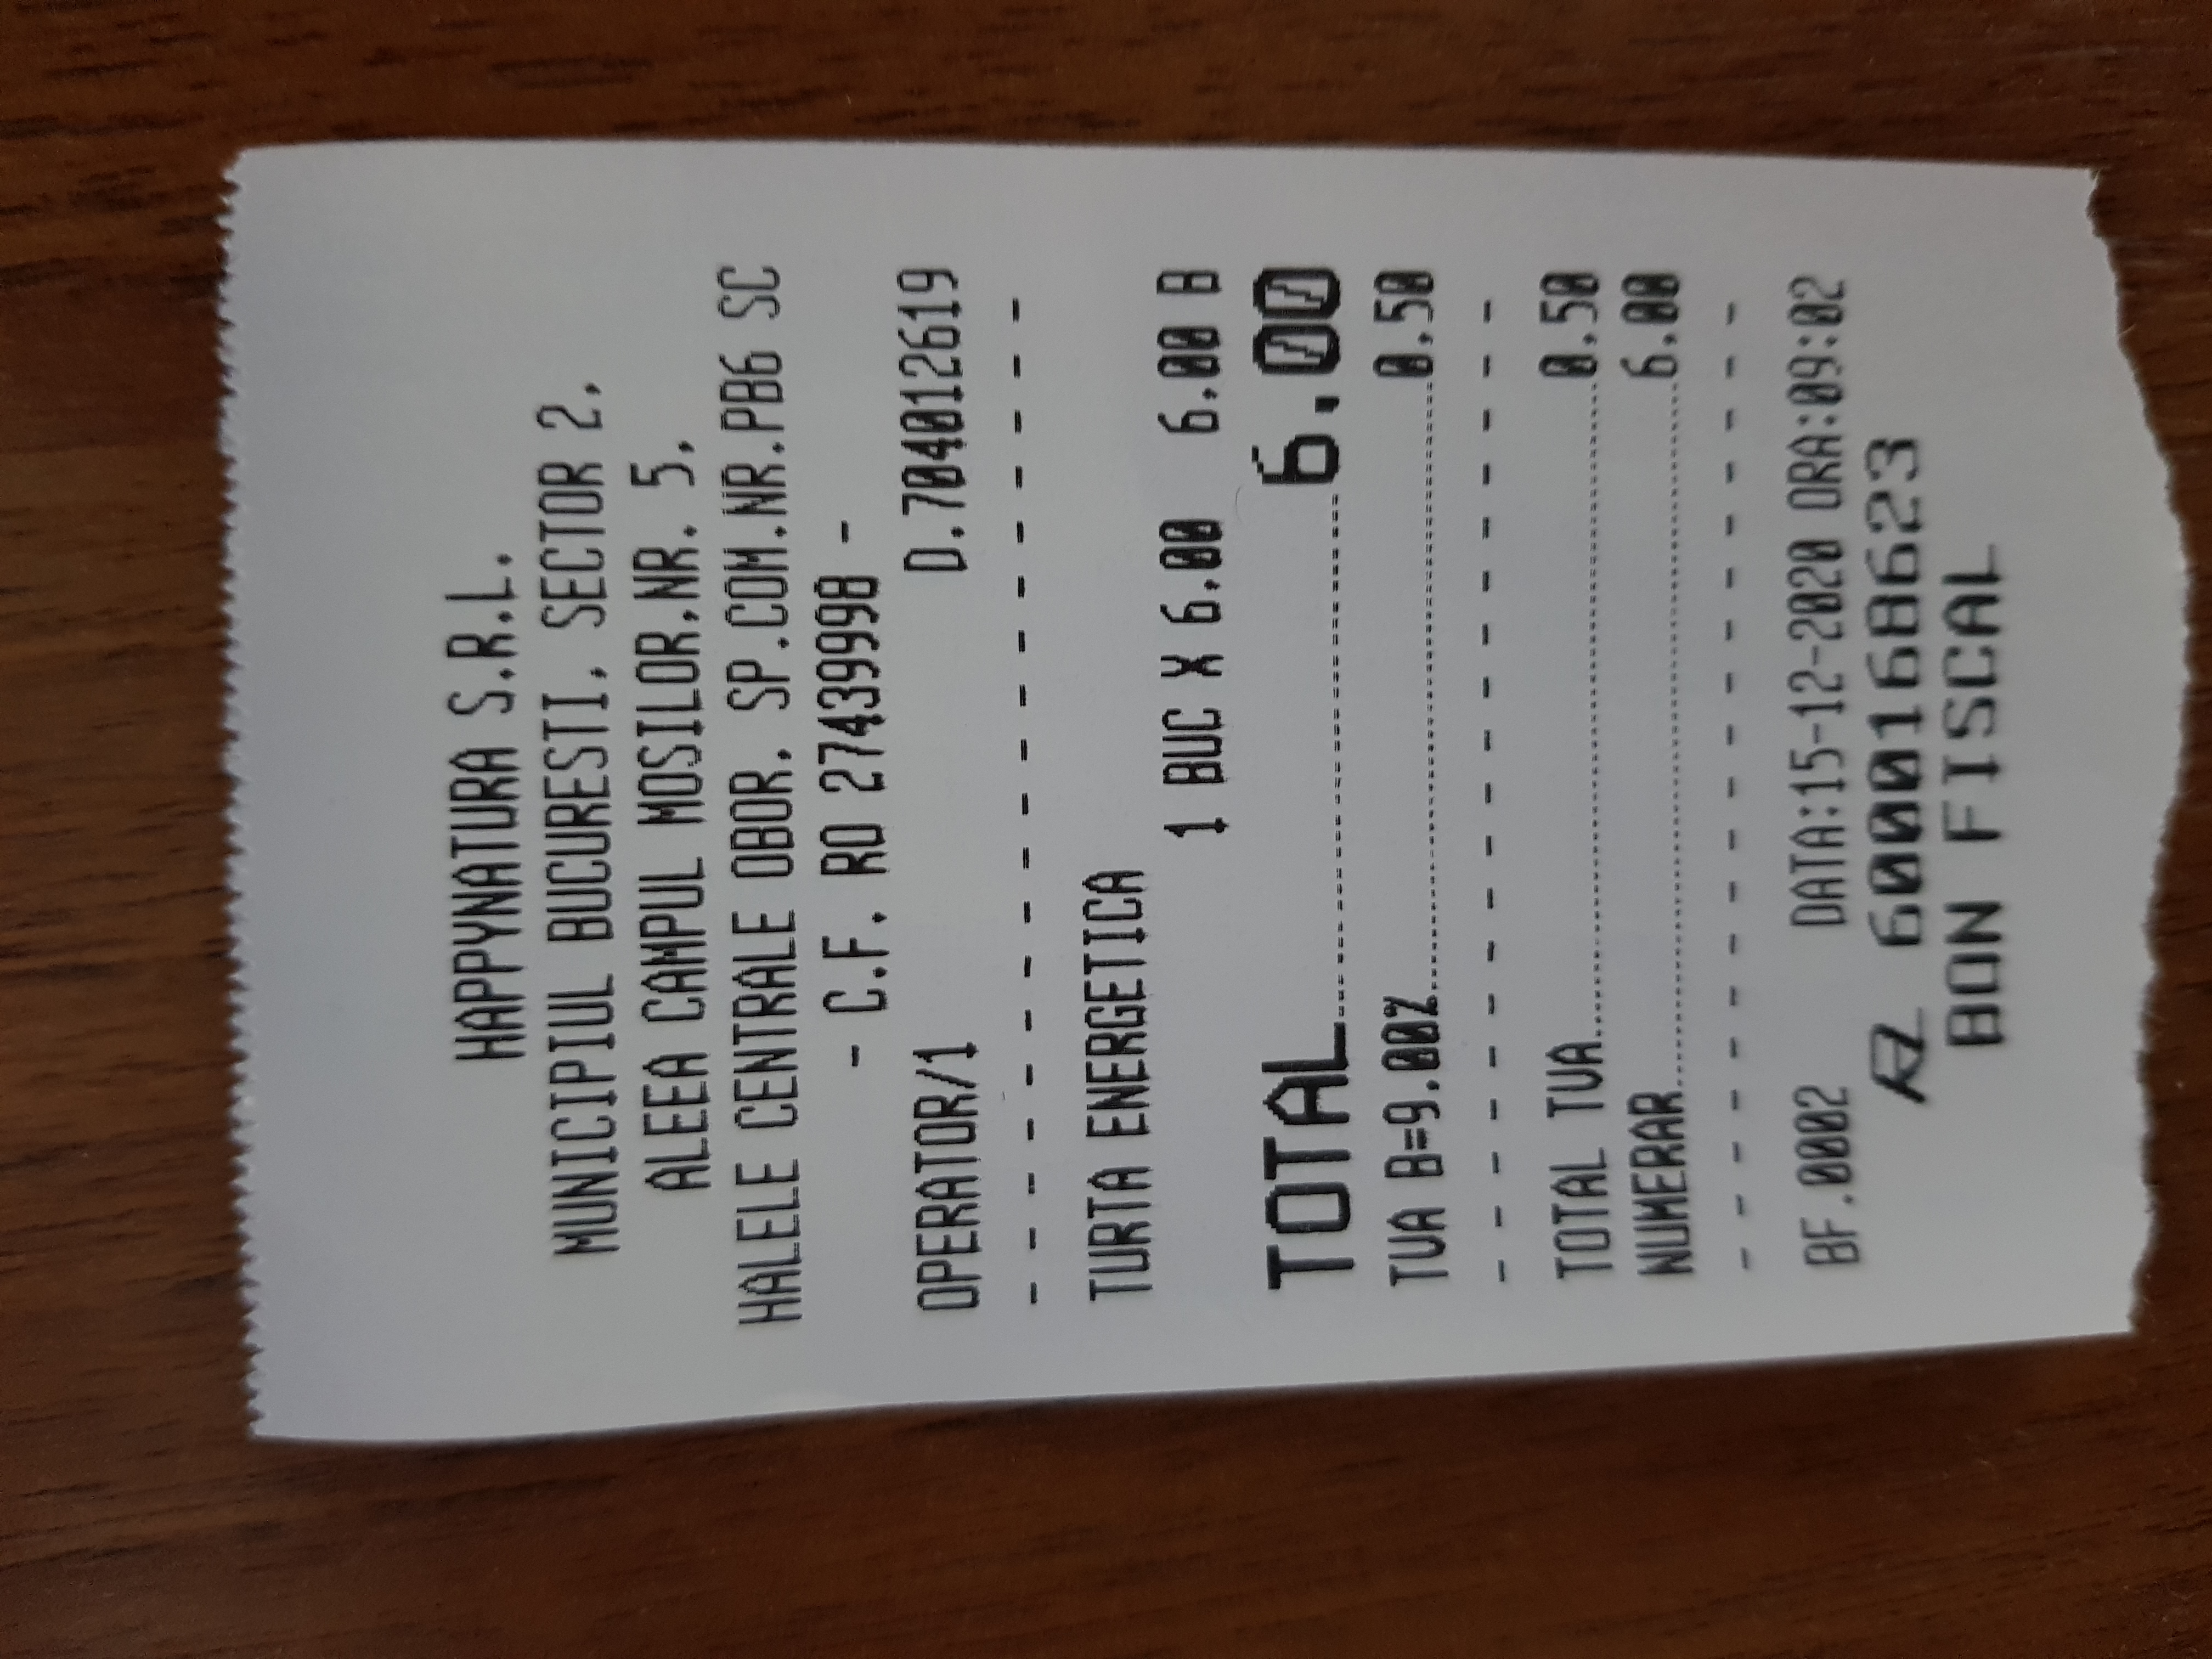 HAPPYNATURA S.R.L.
MUNICIPIUL BUCURESTI, SECTOR 2,
ALEEA CAMPUL MOSILOR,NR. 5,
HALELE CENTRALE OBOR, SP.COM.NR.PB6 SC
- C.F. RO 27439998 -
OPERATOR/1 D.70401‌2619
- - - - - - - - - - - - - - - - - - -
TURTA ENERGETICA
1 BUC X 6,00 6,00 B
TOTAL 6,00
TVA B=9.00% 0,50
- - - - - - - - - - - - - - - - - - -
TOTAL TVA 0,50
NUMERAR 6,00
- - - - - - - - - - - - - - - - - - -
BF.0002 DATA:15-12-2020 ORA:09:02
6000168623
BON FISCAL